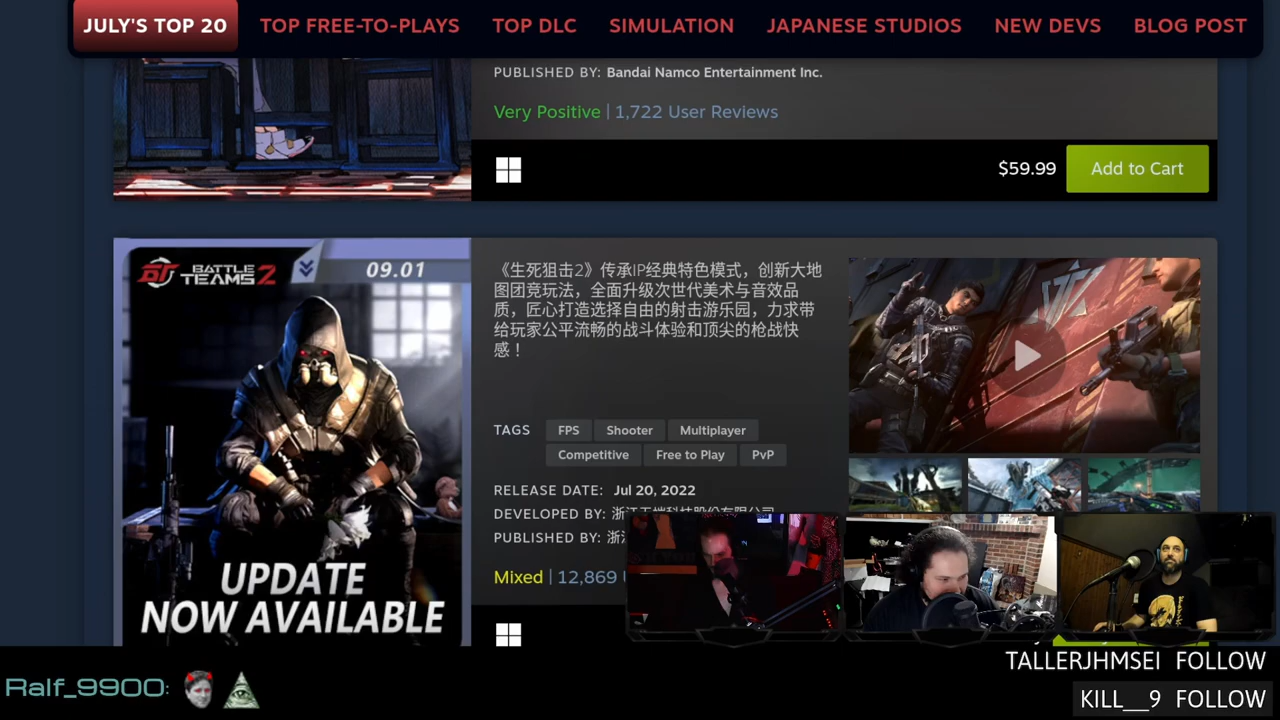 JULY'S TOP 20
TOP FREE-TO-PLAYS
TOP DLC
SIMULATION
JAPANESE STUDIOS
NEW DEVS
BLOG POST
PUBLISHED BY: Bandai Namco Entertainment Inc.
Very Positive | 1,722 User Reviews
$59.99
Add to Cart
BATTLE
TEAMS 2
09.01
UPDATE
NOW AVAILABLE
《生死狙击2》传承IP经典特色模式，创新大地
图团竞玩法，全面升级次世代美术与音效品
质，匠心打造选择自由的射击游乐园，力求带
给玩家公平流畅的战斗体验和顶尖的枪战快
感！
TAGS
FPS
Shooter
Multiplayer
Competitive
Free to Play
PvP
RELEASE DATE: Jul 20, 2022
DEVELOPED BY:
PUBLISHED BY:
Mixed | 12,869
TALLERJHMSEI FOLLOW
KILL__9 FOLLOW
Ralf_9900: